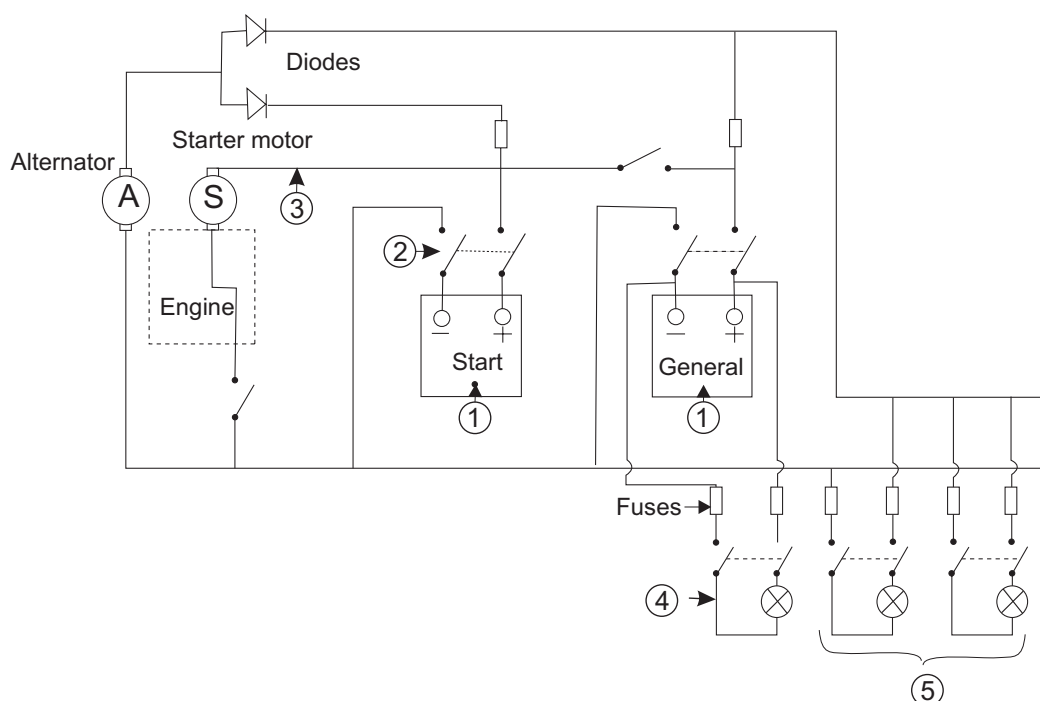 Diodes
Starter motor
Alternator
A
S
3
2
Engine
− +
− +
Start
General
1
1
Fuses
4
5